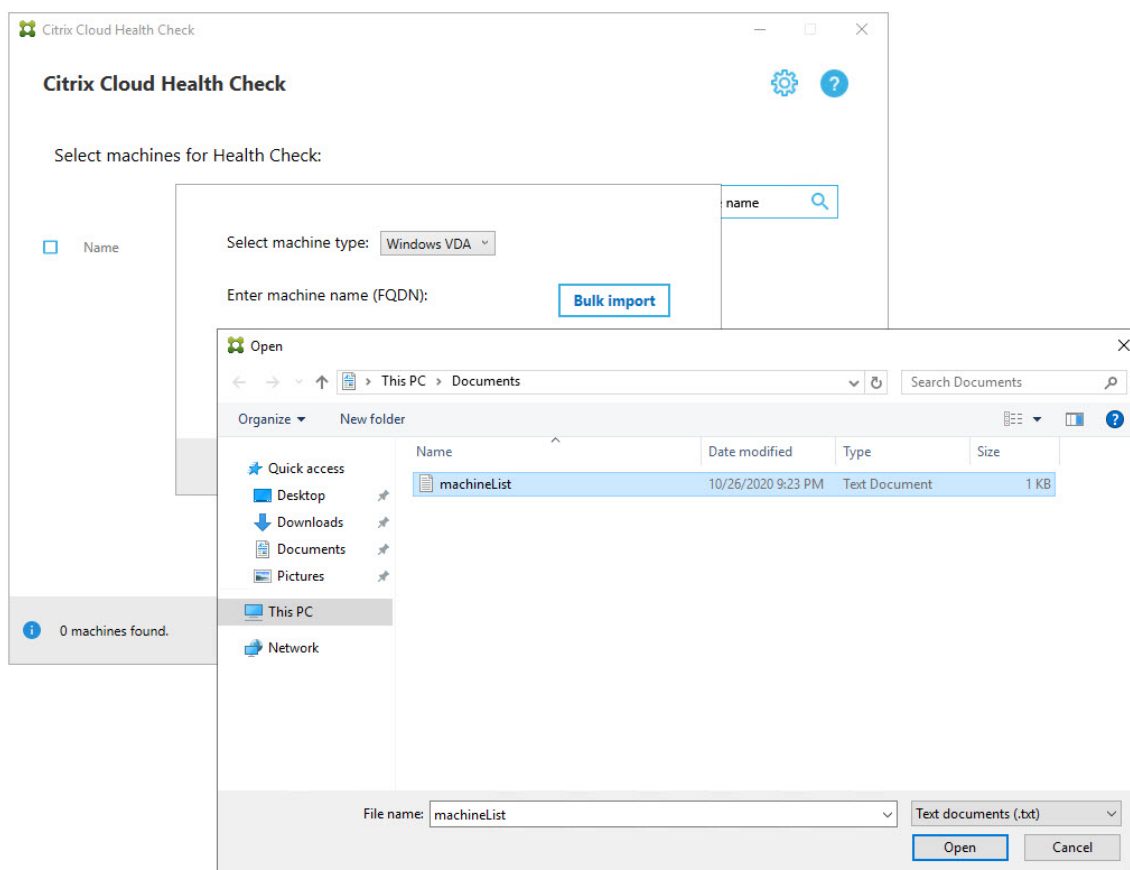 Citrix Cloud Health Check
Citrix Cloud Health Check
?
Select machines for Health Check:
name
Name
Select machine type: Windows VDA
Enter machine name (FQDN): Bulk import
Open
This PC > Documents
Search Documents
Organize New folder
?
Name Date modified Type Size
machineList 10/26/2020 9:23 PM Text Document 1 KB
Quick access
Desktop
Downloads
Documents
Pictures
This PC
Network
i 0 machines found.
File name: machineList Text documents (.txt)
Open Cancel